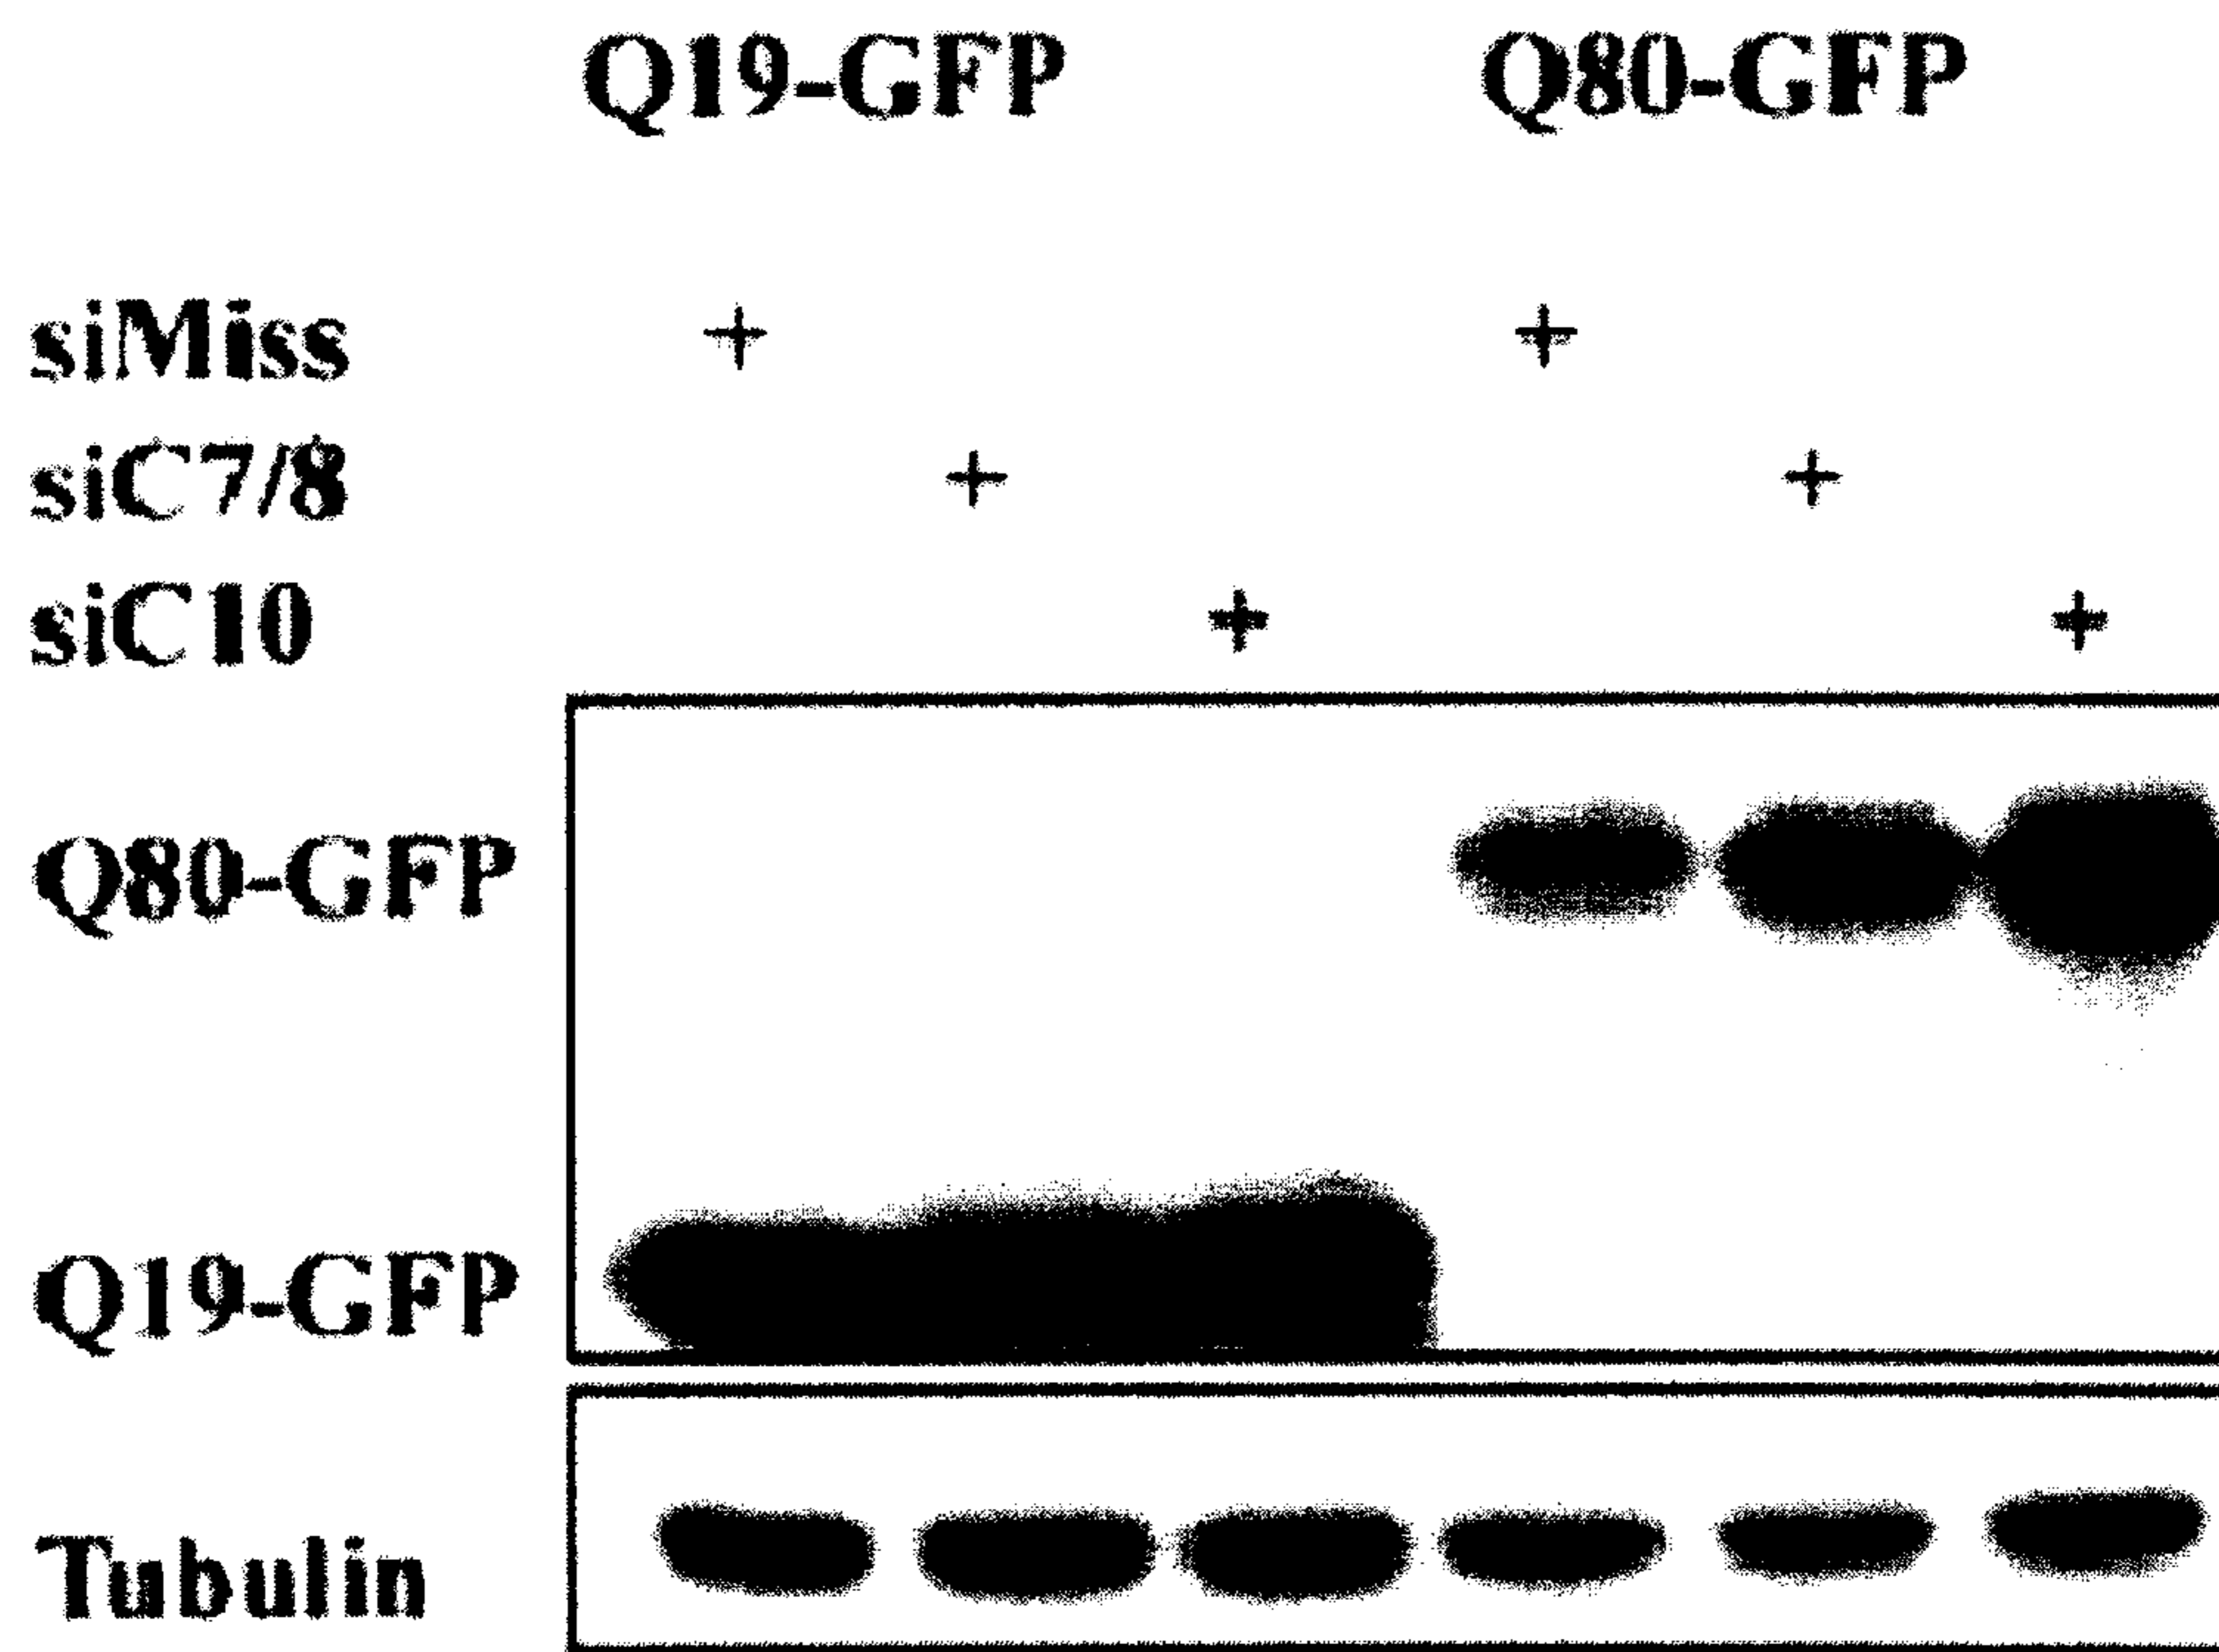 Q19-GFP Q80-GFP
siMiss + +
siC7/8 + +
siC10 + +
Q80-GFP
Q19-GFP
Tubulin